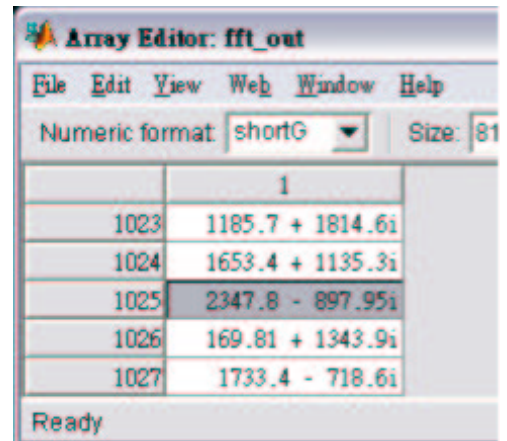 Array Editor: fft_out
File Edit View Web Window Help
Numeric format: shortG Size: 81
1
1023 1185.7 + 1814.6i
1024 1653.4 + 1135.3i
1025 2347.8 - 897.95i
1026 169.81 + 1343.9i
1027 1733.4 - 718.6i
Ready